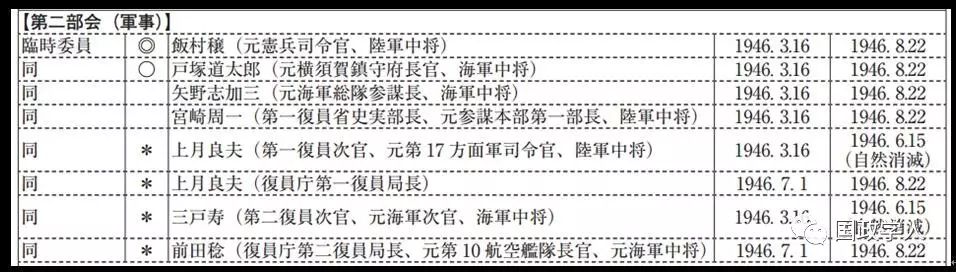 【第二部会（軍事）】
臨時委員 ◎ 飯村穣（元憲兵司令官、陸軍中将） 1946. 3.16 1946. 8.22
同 ○ 戸塚道太郎（元横須賀鎮守府長官、海軍中将） 1946. 3.16 1946. 8.22
同 矢野志加三（元海軍総隊参謀長、海軍中将） 1946. 3.16 1946. 8.22
同 宮崎周一（第一復員省史実部長、元参謀本部第一部長、陸軍中将） 1946. 3.16 1946. 8.22
同 * 上月良夫（第一復員次官、元第17方面軍司令官、陸軍中将） 1946. 3.16 1946. 6.15
（自然消滅）
同 * 上月良夫（復員庁第一復員局長） 1946. 7. 1 1946. 8.22
同 * 三戸寿（第二復員次官、元海軍次官、海軍中将） 1946. 3.16 1946. 6.15
国政学派
同 * 前田稔（復員庁第二復員局長、元第10航空艦隊長官、元海軍中将） 1946. 7. 1 1946. 8.22